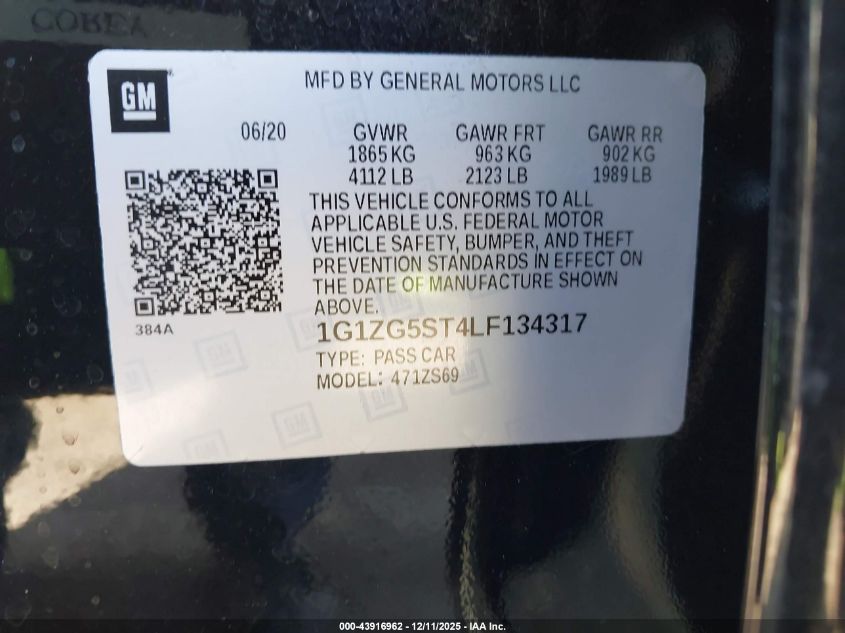 GM
MFD BY GENERAL MOTORS LLC
06/20 GVWR GAWR FRT GAWR RR
1865 KG 963 KG 902 KG
4112 LB 2123 LB 1989 LB
THIS VEHICLE CONFORMS TO ALL
APPLICABLE U.S. FEDERAL MOTOR
VEHICLE SAFETY, BUMPER, AND THEFT
PREVENTION STANDARDS IN EFFECT ON
THE DATE OF MANUFACTURE SHOWN
ABOVE.
384A
1G1ZG5ST4LF134317
TYPE: PASS CAR
MODEL: 471ZS69
000-43916962 - 12/11/2025 - IAA Inc.